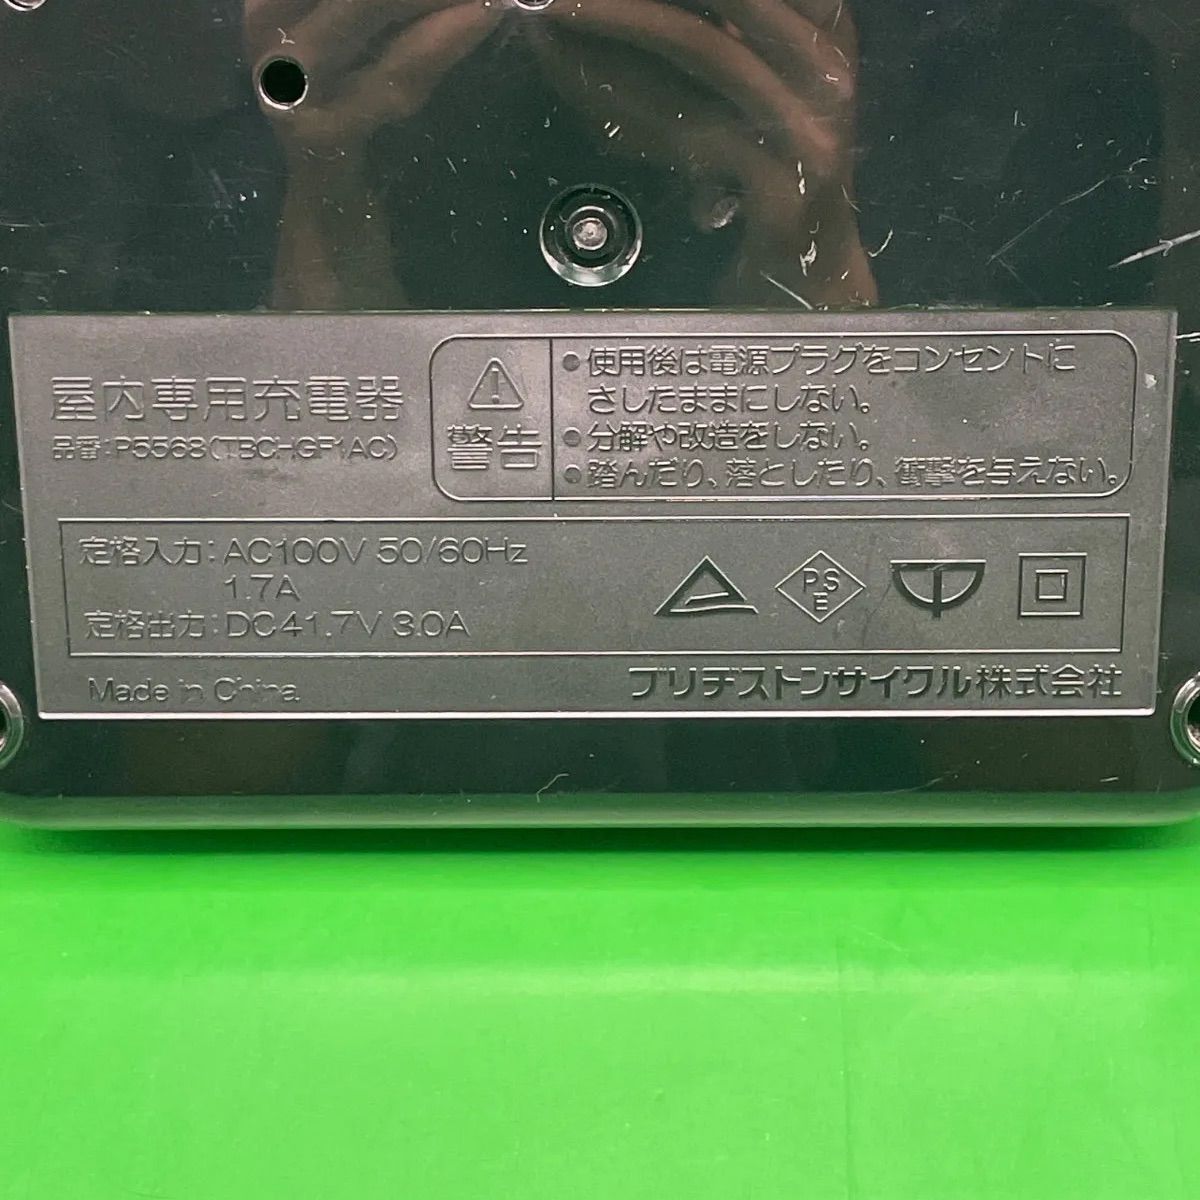 屋内専用充電器
品番:P5568(TBCHGF1AC)
警告
•使用後は電源プラグをコンセントに
さしたままにしない。
•分解や改造をしない。
•踏んだり、落としたり、衝撃を与えない。
定格入力:AC100V 50/60Hz
1.7A
定格出力:DC41.7V 3.0A
PS
E
Made in China
ブリヂストンサイクル株式会社